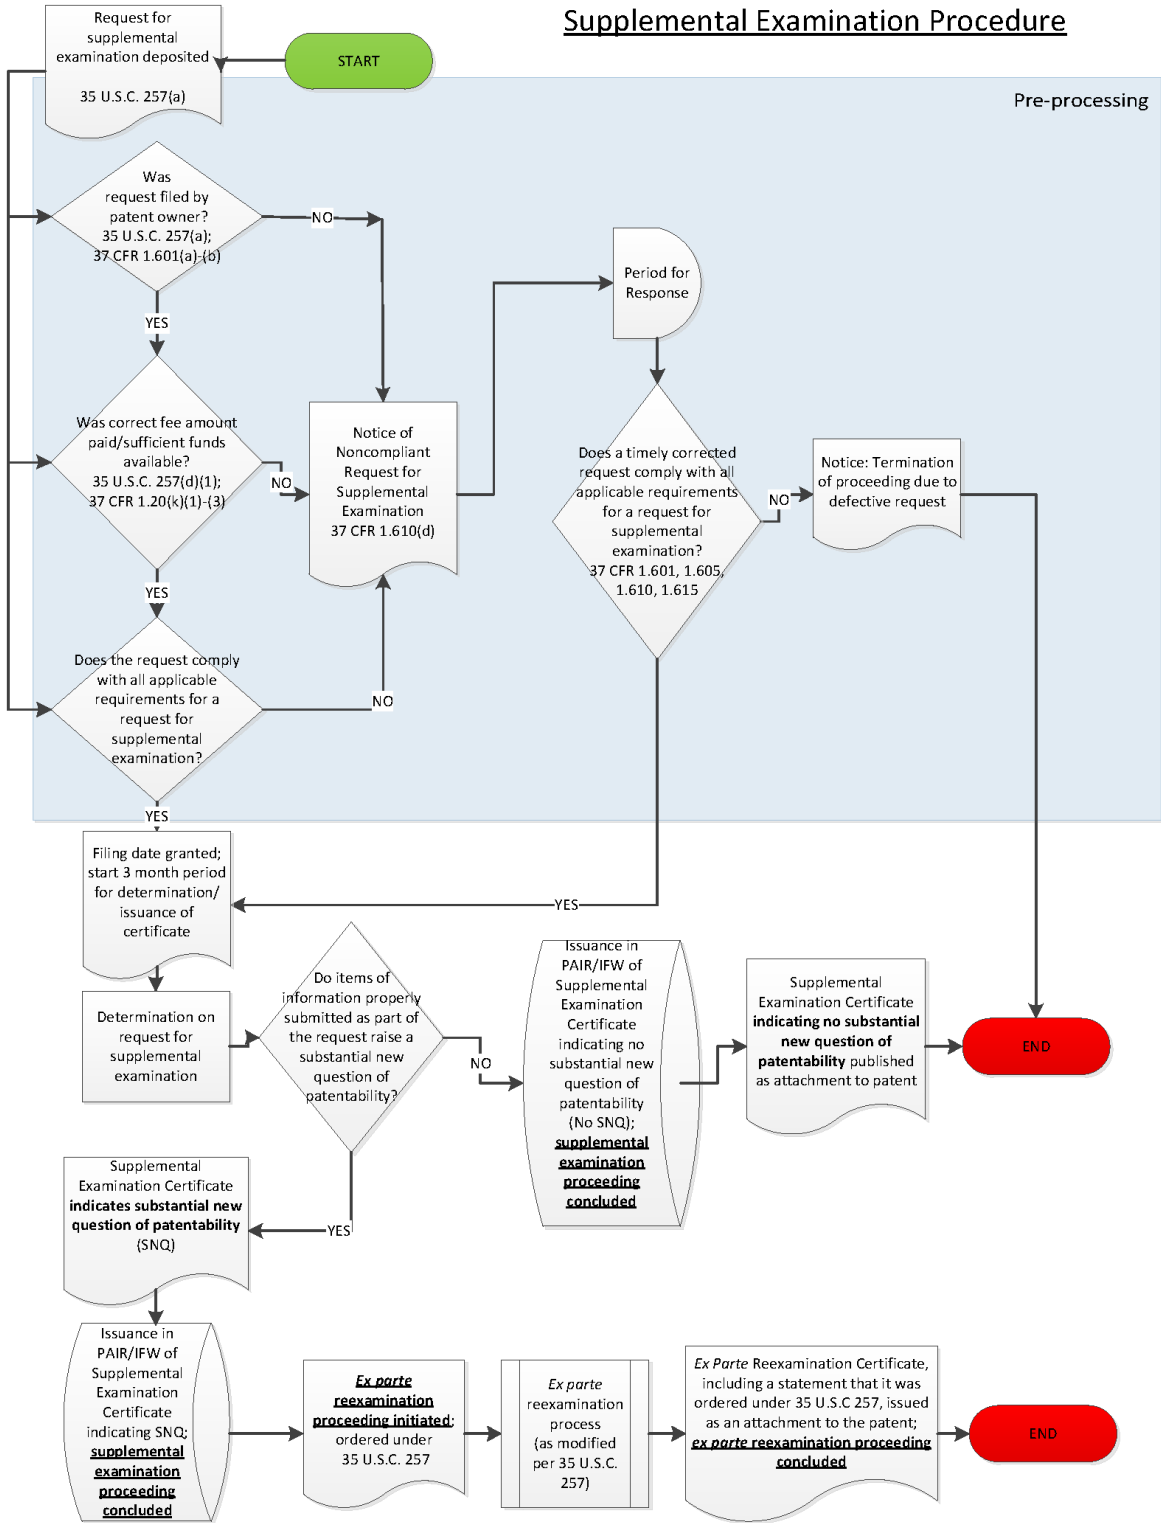 Supplemental Examination Procedure
Request for
supplemental
examination deposited
35 U.S.C. 257(a)
START
Pre-processing
Was
request filed by
patent owner?
35 U.S.C. 257(a);
37 CFR 1.601(a)-(b)
NO
YES
Was correct fee amount
paid/sufficient funds
available?
35 U.S.C. 257(d)(1);
37 CFR 1.20(k)(1)-(3)
NO
YES
Does the request comply
with all applicable
requirements for a
request for
supplemental
examination?
NO
YES
Notice of
Noncompliant
Request for
Supplemental
Examination
37 CFR 1.610(d)
Period for
Response
Does a timely corrected
request comply with all
applicable requirements
for a request for
supplemental
examination?
37 CFR 1.601, 1.605,
1.610, 1.615
NO
YES
Notice: Termination
of proceeding due to
defective request
Filing date granted;
start 3 month period
for determination/
issuance of
certificate
Determination on
request for
supplemental
examination
Do items of
information properly
submitted as part of
the request raise a
substantial new
question of
patentability?
NO
YES
Issuance in
PAIR/IFW of
Supplemental
Examination
Certificate
indicating no
substantial new
question of
patentability
(No SNQ);
supplemental
examination
proceeding
concluded
Supplemental
Examination Certificate
indicating no substantial
new question of
patentability published
as attachment to patent
END
Supplemental
Examination Certificate
indicates substantial new
question of patentability
(SNQ)
Issuance in
PAIR/IFW of
Supplemental
Examination
Certificate
indicating SNQ;
supplemental
examination
proceeding
concluded
Ex parte
reexamination
proceeding initiated;
ordered under
35 U.S.C. 257
Ex parte
reexamination
process
(as modified
per 35 U.S.C.
257)
Ex Parte Reexamination Certificate,
including a statement that it was
ordered under 35 U.S.C 257, issued
as an attachment to the patent;
ex parte reexamination proceeding
concluded
END